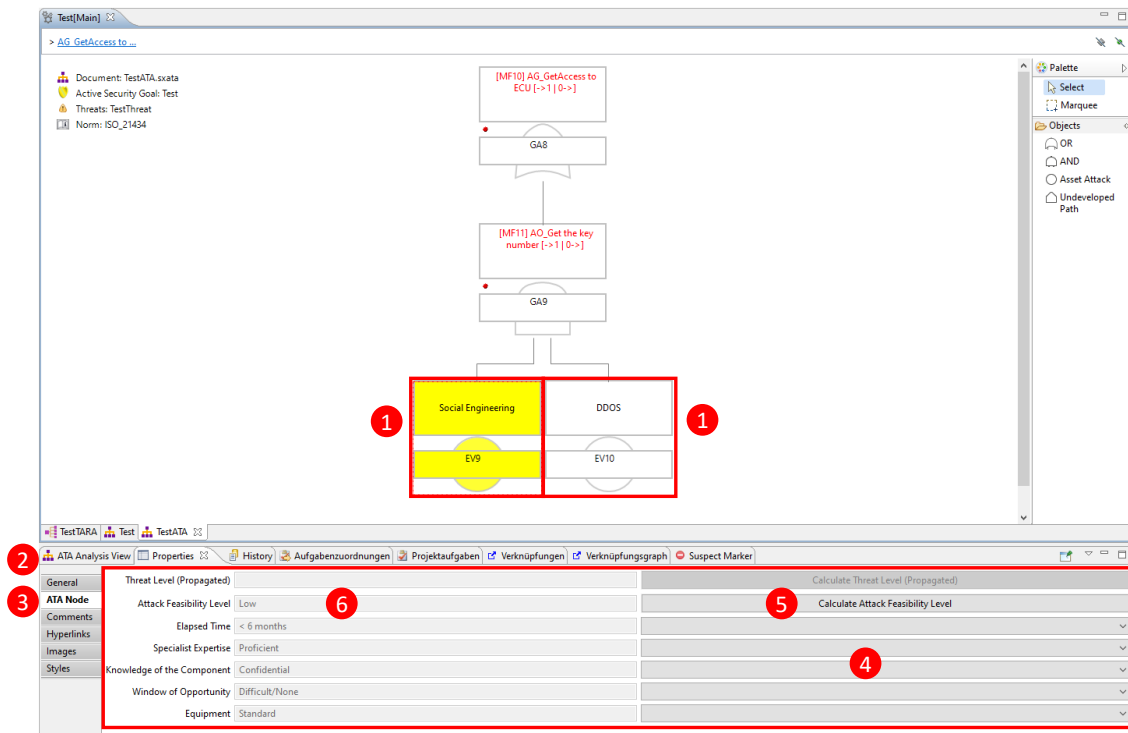 Test[Main]
> AG_GetAccess to ...
Document: TestATA.sxata
Active Security Goal: Test
Threats: TestThreat
Norm: ISO_21434
[MF10] AG_GetAccess to
ECU [->1 | 0->]
GA8
[MF11] AO_Get the key
number [->1 | 0->]
GA9
1
Social Engineering
DDOS
1
EV9
EV10
Palette
Select
Marquee
Objects
OR
AND
Asset Attack
Undeveloped
Path
TestTARA Test TestATA
2
ATA Analysis View Properties History Aufgabenzuordnungen Projektaufgaben Verknüpfungen Verknüpfungsgraph Suspect Marker
General
3
ATA Node
Comments
Hyperlinks
Images
Styles
Threat Level (Propagated) Calculate Threat Level (Propagated)
Attack Feasibility Level Low 6 5 Calculate Attack Feasibility Level
Elapsed Time < 6 months
Specialist Expertise Proficient
Knowledge of the Component Confidential 4
Window of Opportunity Difficult/None
Equipment Standard